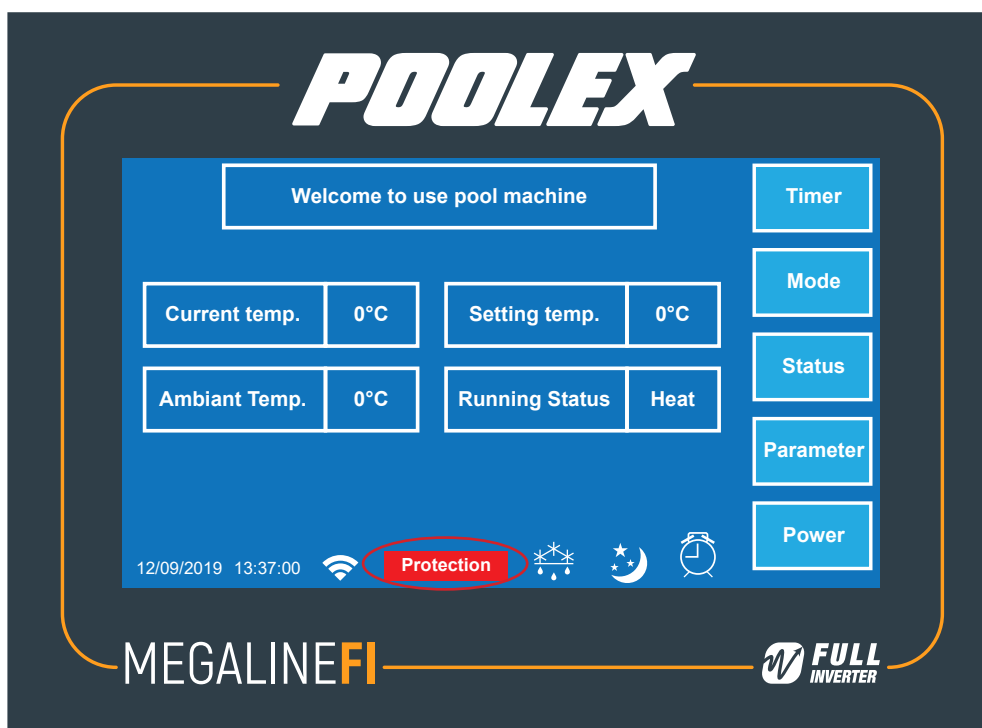 POOLEX
Welcome to use pool machine
Timer
Mode
Current temp. 0°C Setting temp. 0°C
Status
Ambiant Temp. 0°C Running Status Heat
Parameter
Power
12/09/2019 13:37:00 Protection
MEGALINEFI
FULL
INVERTER